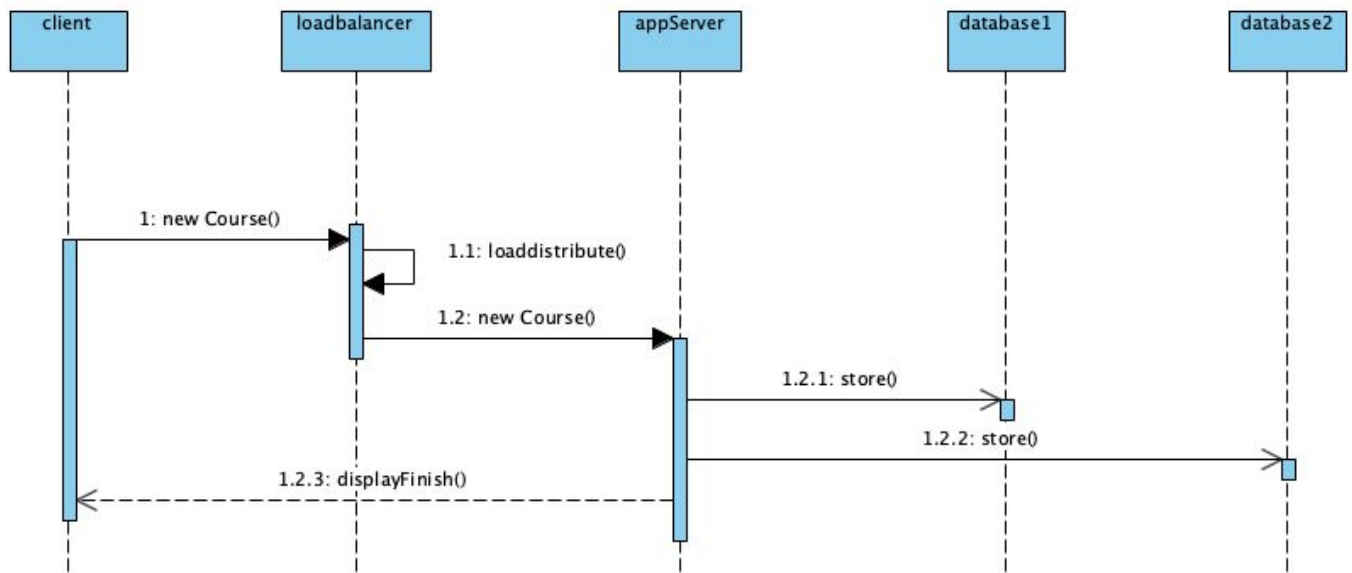 client
loadbalancer
appServer
database1
database2
1: new Course()
1.1: loaddistribute()
1.2: new Course()
1.2.1: store()
1.2.2: store()
1.2.3: displayFinish()